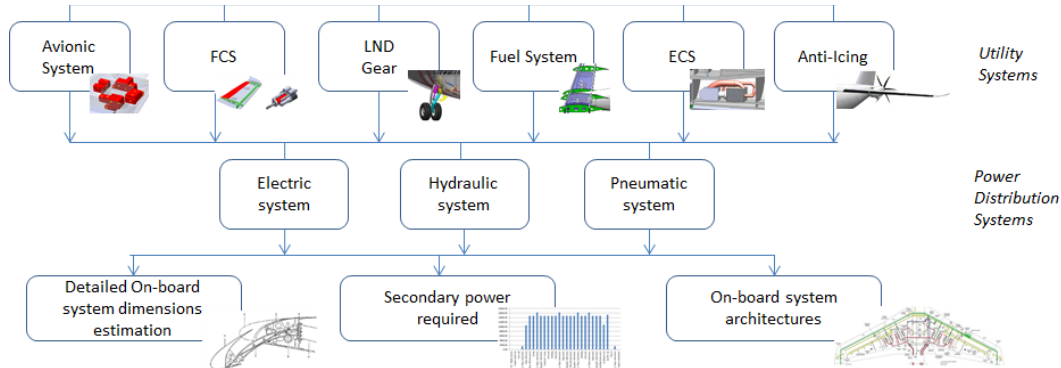 Avionic
System
FCS
LND
Gear
Fuel System
ECS
Anti-Icing
Utility
Systems
Electric
system
Hydraulic
system
Pneumatic
system
Power
Distribution
Systems
Detailed On-board
system dimensions
estimation
Secondary power
required
On-board system
architectures